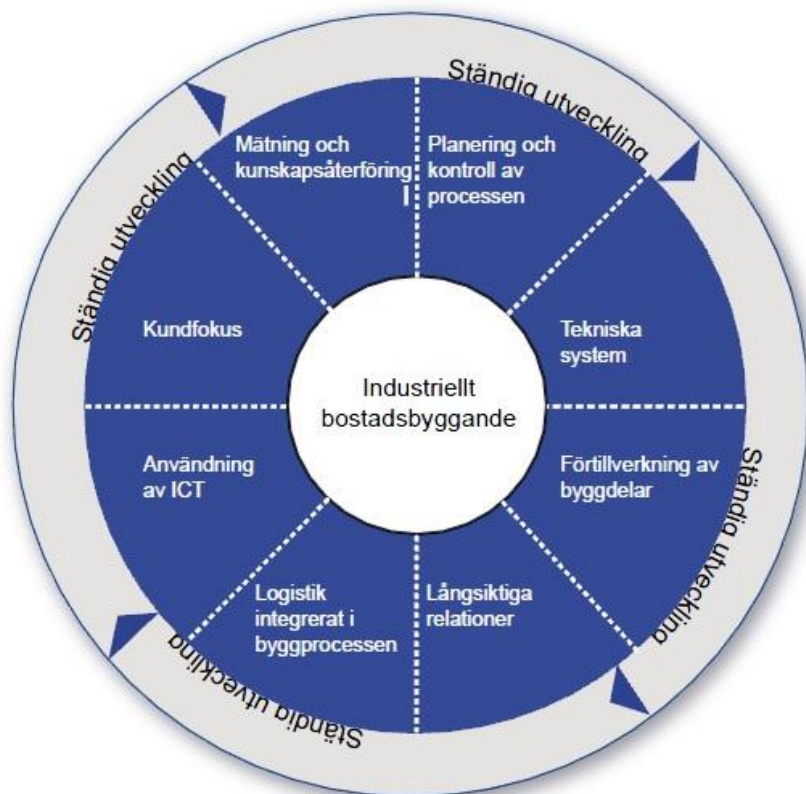 Ständig utveckling
Mätning och
kunskapsåterföring
l
Planering och
kontroll av
processen
Ständig utveckling
Kundfokus
Tekniska
system
Industriellt
bostadsbyggande
Användning
av ICT
Förtillverkning av
byggdelar
Ständig utveckling
Logistik
integrerat i
byggprocessen
Långsiktiga
relationer
Ständig utveckling